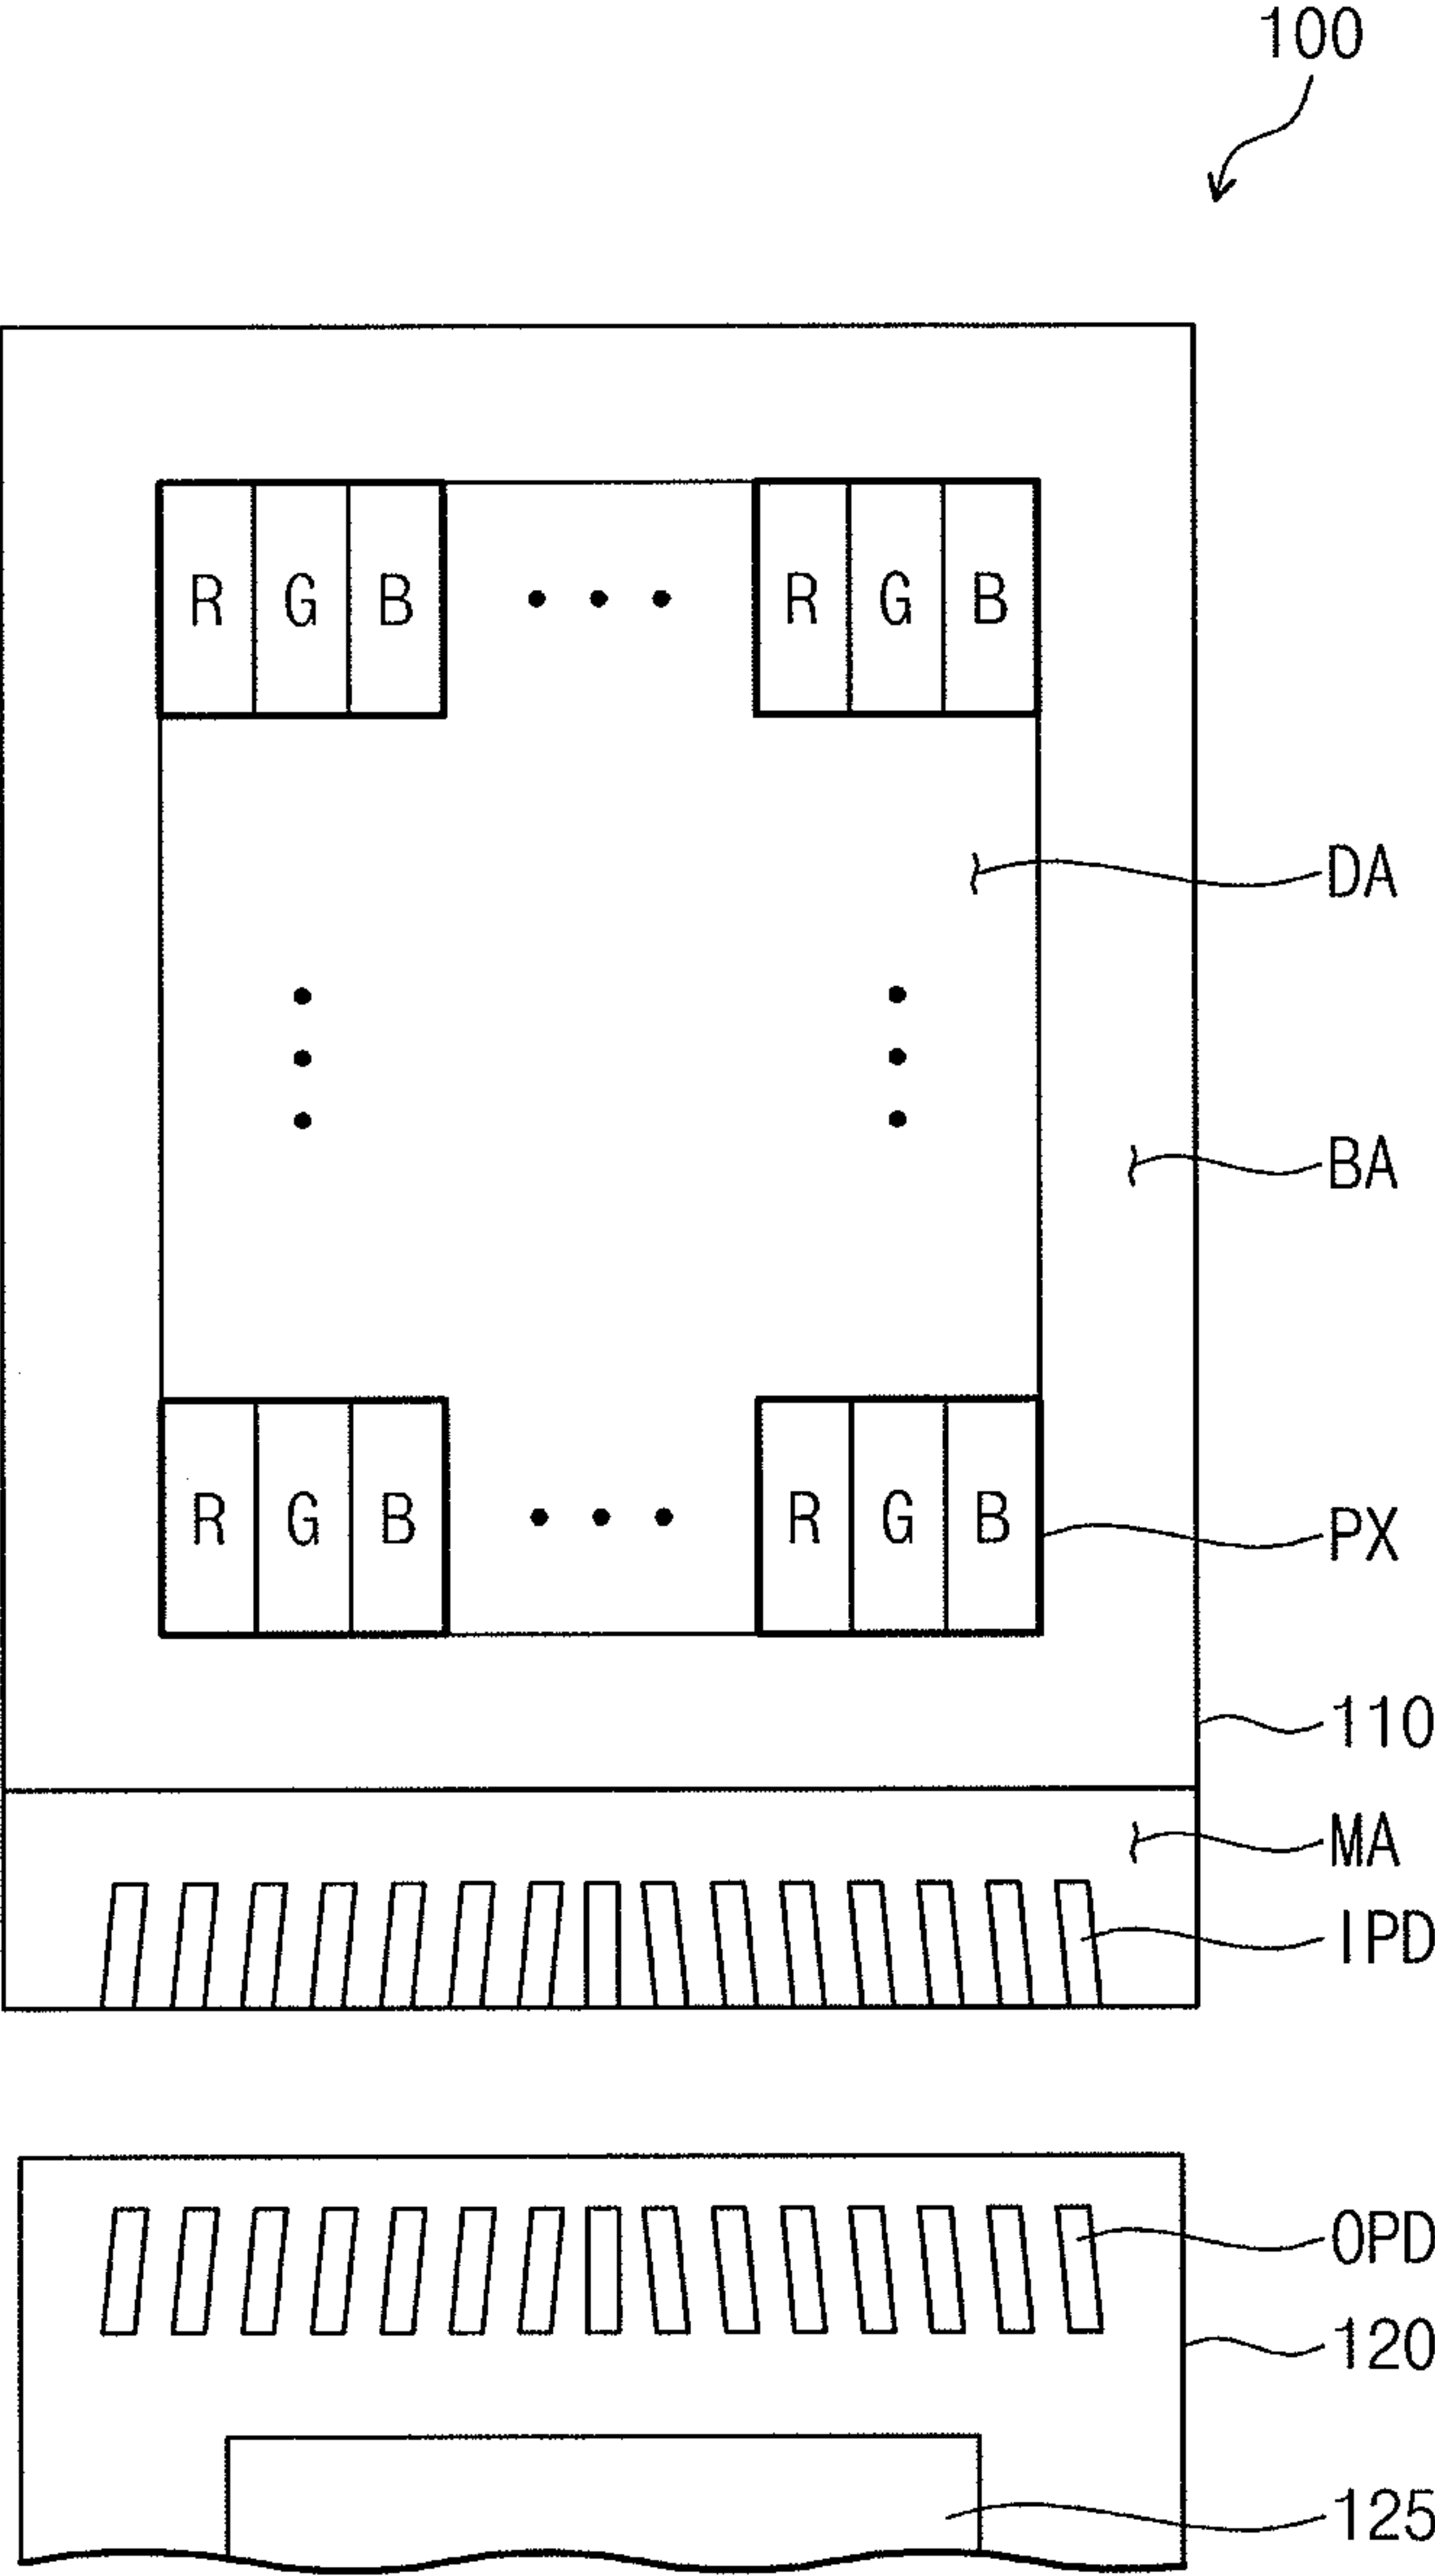 100
R G B • • • R G B
DA
BA
R G B • • • R G B
PX
110
MA
IPD
OPD
120
125